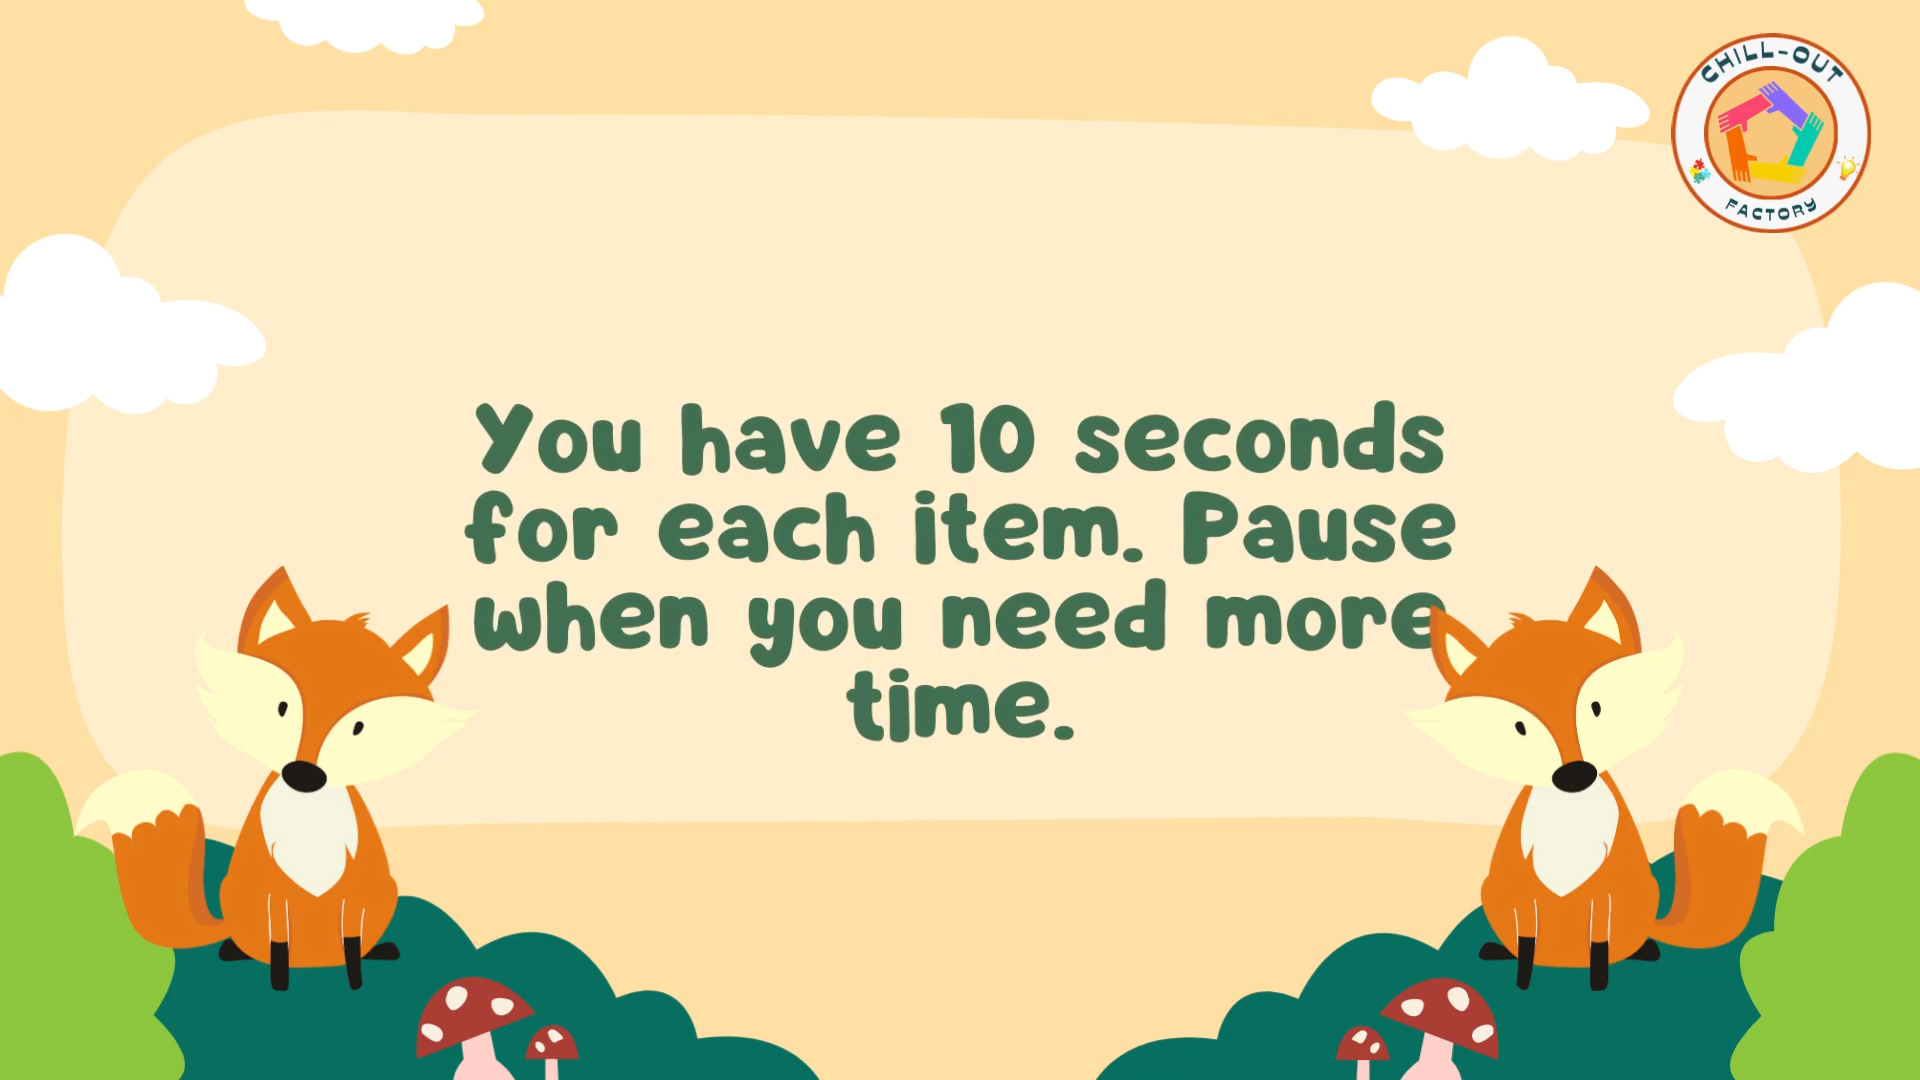 CHILL-OUT
FACTORY
You have 10 seconds
for each item. Pause
when you need more
time.